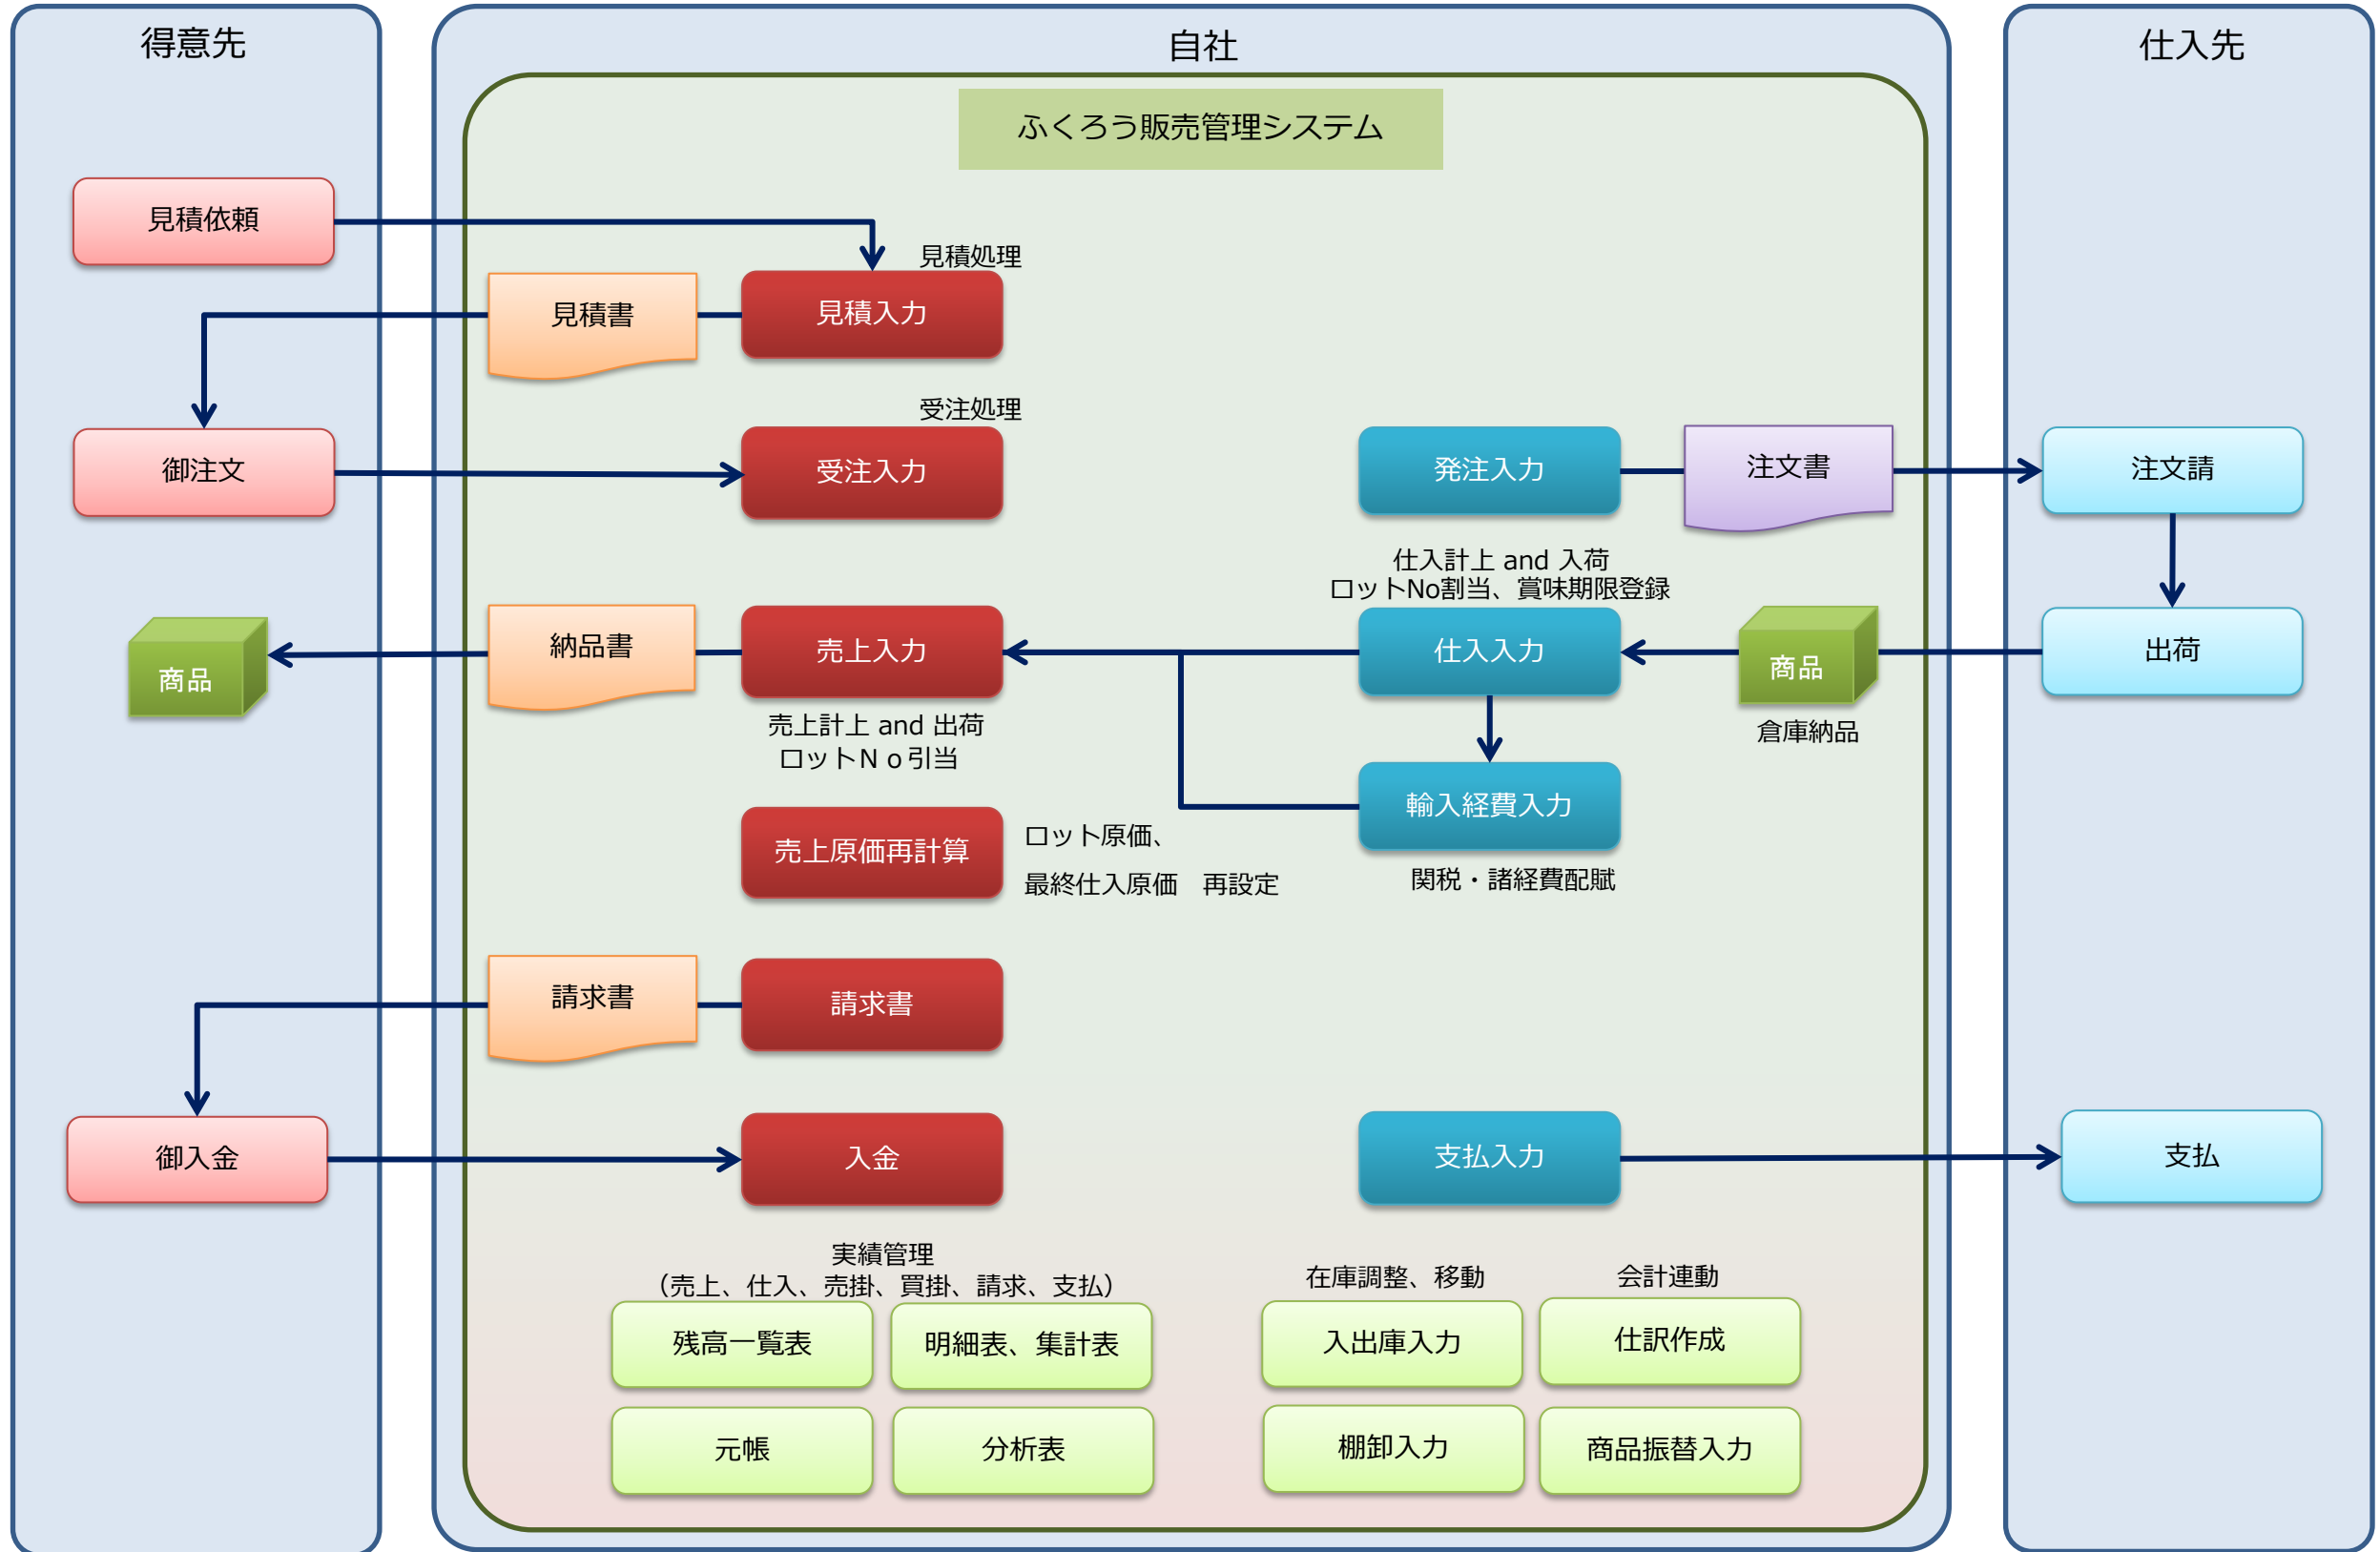 得意先
自社
仕入先
ふくろう販売管理システム
見積依頼
見積処理
見積書
見積入力
受注処理
御注文
受注入力
発注入力
注文書
注文請
仕入計上 and 入荷
ロットNo割当、賞味期限登録
商品
納品書
売上入力
仕入入力
商品
出荷
倉庫納品
売上計上 and 出荷
ロットＮｏ引当
輸入経費入力
関税・諸経費配賦
売上原価再計算
ロット原価、
最終仕入原価　再設定
請求書
請求書
御入金
入金
支払入力
支払
実績管理
（売上、仕入、売掛、買掛、請求、支払）
在庫調整、移動
会計連動
残高一覧表
明細表、集計表
入出庫入力
仕訳作成
元帳
分析表
棚卸入力
商品振替入力